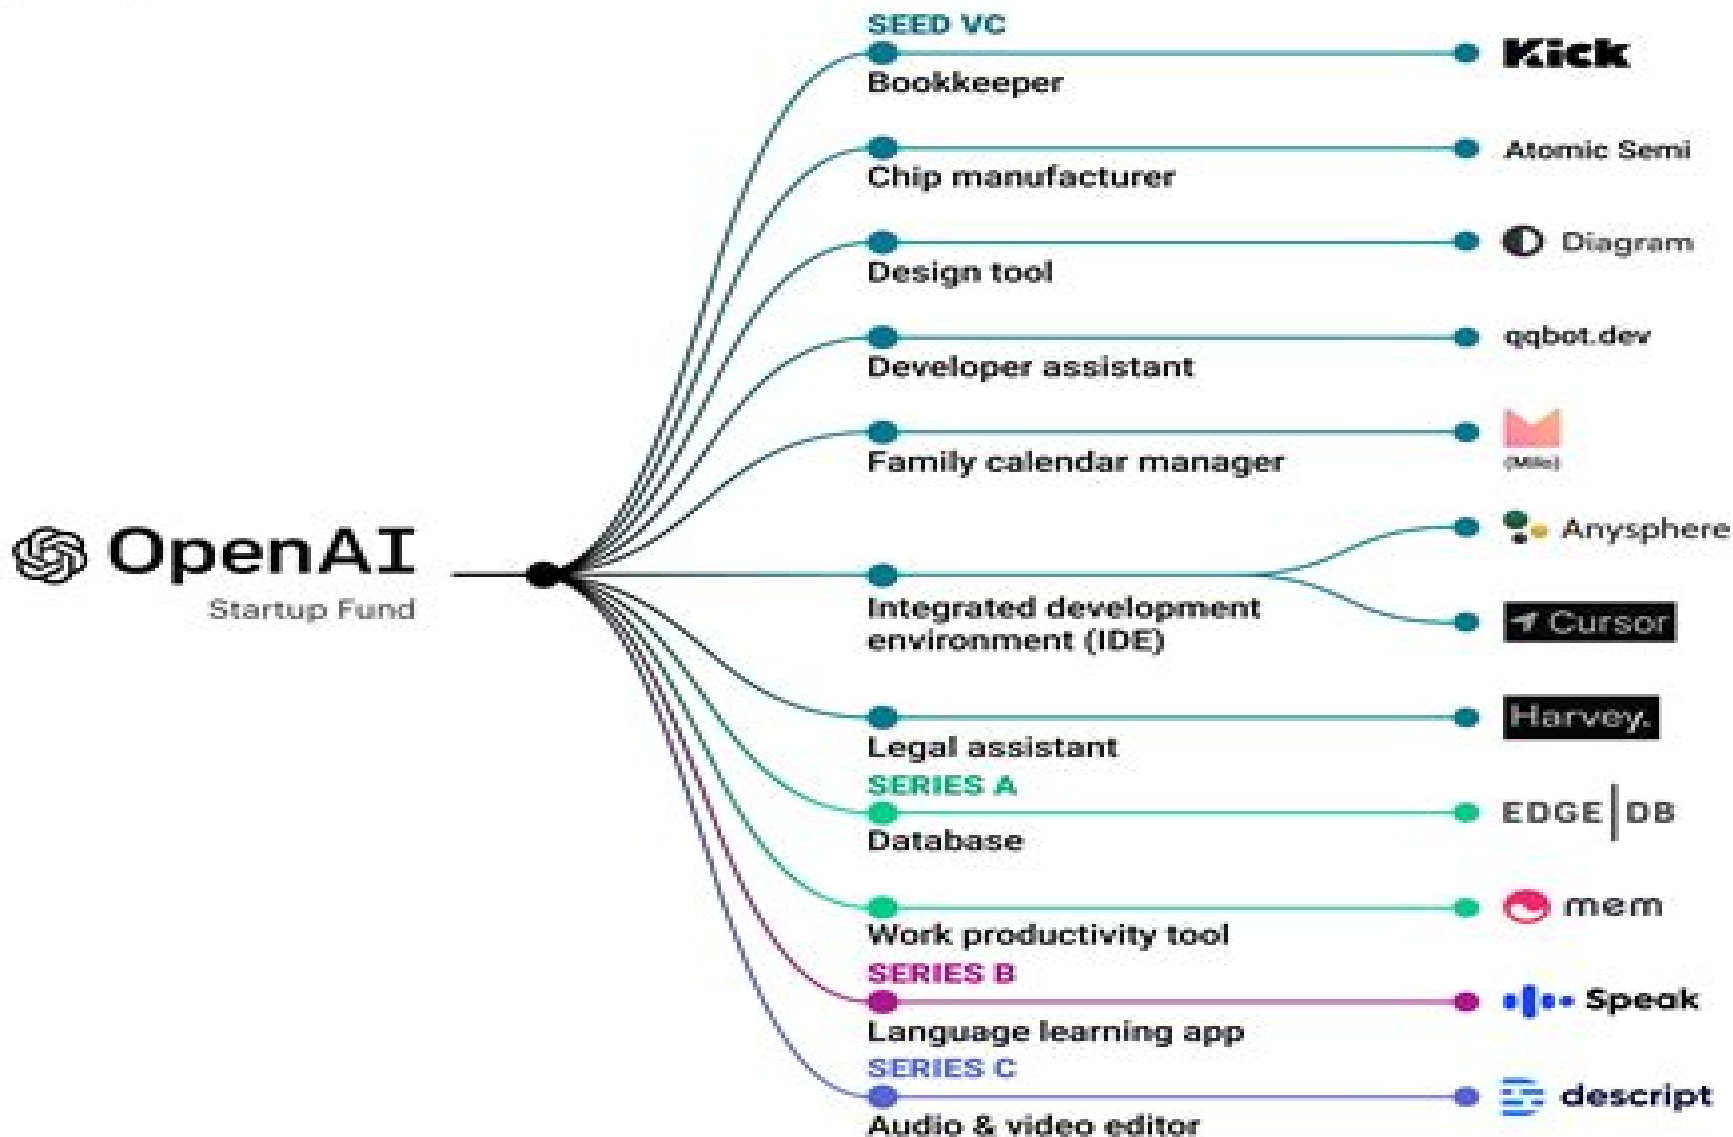 SEED VC
Kick
Bookkeeper
Atomic Semi
Chip manufacturer
Diagram
Design tool
qqbot.dev
Developer assistant
(Milo)
Family calendar manager
OpenAI
Startup Fund
Anysphere
Integrated development
environment (IDE)
Cursor
Harvey.
Legal assistant
SERIES A
EDGE|DB
Database
mem
Work productivity tool
SERIES B
Speak
Language learning app
SERIES C
descript
Audio & video editor